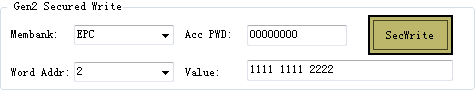 Gen2 Secured Write
Membank: EPC Acc PWD: 00000000 SecWrite
Word Addr: 2 Value: 1111 1111 2222